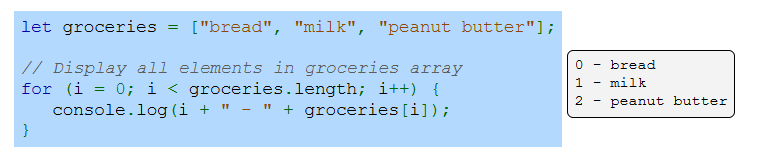 let groceries = ["bread", "milk", "peanut butter"];
// Display all elements in groceries array
for (i = 0; i < groceries.length; i++) {
   console.log(i + " - " + groceries[i]);
}
0 - bread
1 - milk
2 - peanut butter